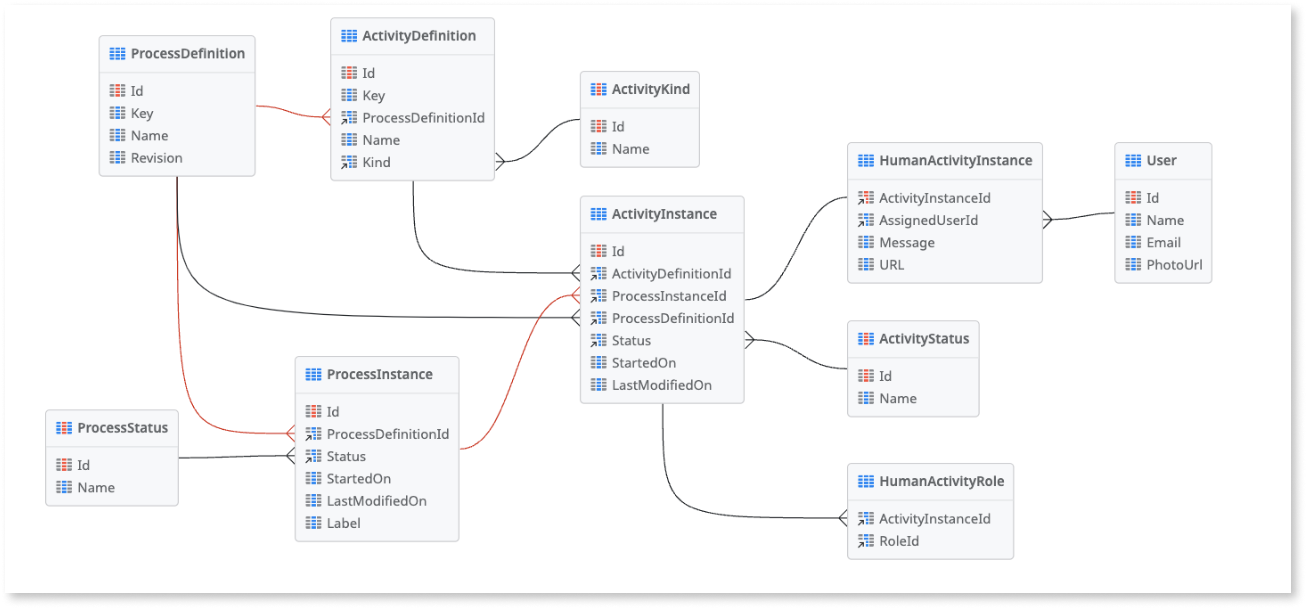 ProcessDefinition
Id
Key
Name
Revision
ActivityDefinition
Id
Key
ProcessDefinitionId
Name
Kind
ActivityKind
Id
Name
HumanActivityInstance
ActivityInstanceId
AssignedUserId
Message
URL
User
Id
Name
Email
PhotoUrl
ActivityInstance
Id
ActivityDefinitionId
ProcessInstanceId
ProcessDefinitionId
Status
StartedOn
LastModifiedOn
ActivityStatus
Id
Name
ProcessInstance
Id
ProcessDefinitionId
Status
StartedOn
LastModifiedOn
Label
ProcessStatus
Id
Name
HumanActivityRole
ActivityInstanceId
RoleId